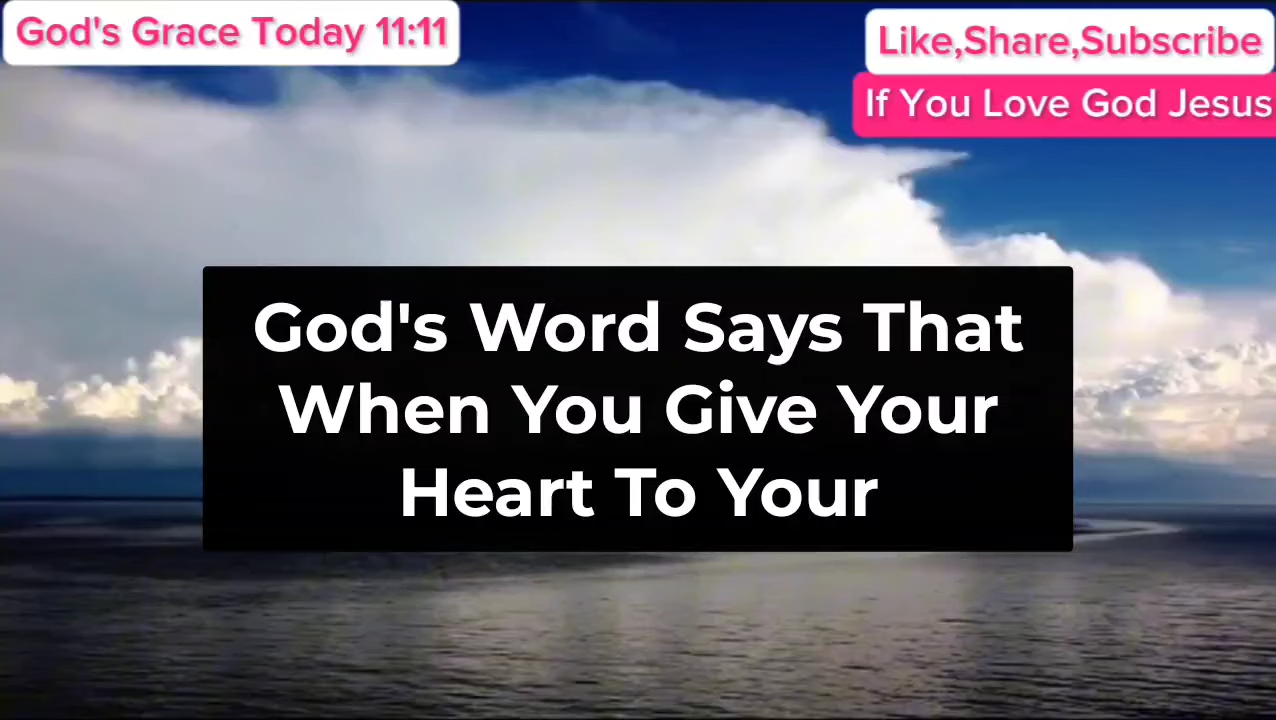 God's Grace Today 11:11
Like,Share,Subscribe
If You Love God Jesus
God's Word Says That
When You Give Your
Heart To Your